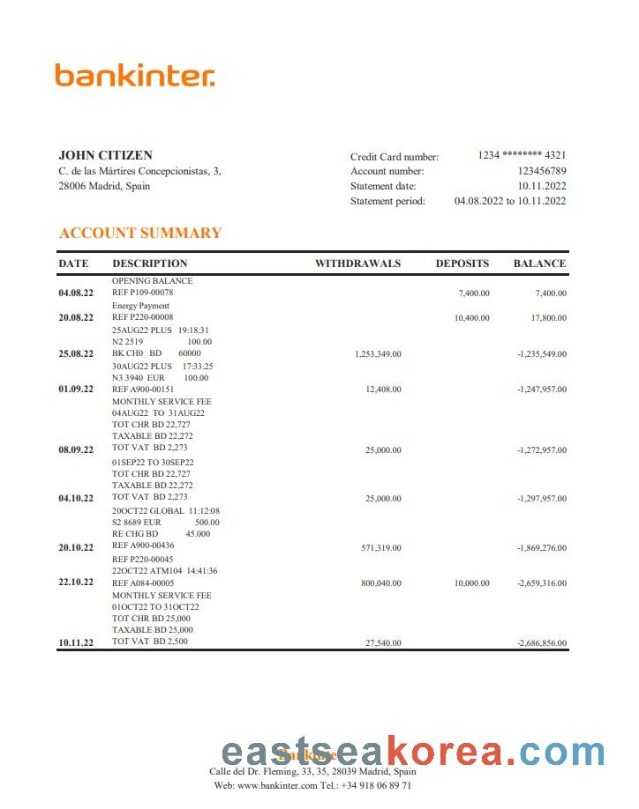 bankinter.
JOHN CITIZEN
C. de las Mártires Concepcionistas, 3,
28006 Madrid, Spain
Credit Card number: 1234 ******** 4321
Account number: 123456789
Statement date: 10.11.2022
Statement period: 04.08.2022 to 10.11.2022
ACCOUNT SUMMARY
DATE DESCRIPTION WITHDRAWALS DEPOSITS BALANCE
OPENING BALANCE
04.08.22 REF P109-00078 7,400.00 7,400.00
Energy Payment
20.08.22 REF P220-00008 10,400.00 17,800.00
25AUG22 PLUS 19:18:31
N2 2519 100.00
25.08.22 BK CH0 BD 60000 1,253,349.00 -1,235,549.00
30AUG22 PLUS 17:33:25
N3 3940 EUR 100.00
01.09.22 REF A900-00151 12,408.00 -1,247,957.00
MONTHLY SERVICE FEE
04AUG22 TO 31AUG22
TOT CHR BD 22,727
TAXABLE BD 22,272
08.09.22 TOT VAT BD 2,273 25,000.00 -1,272,957.00
01SEP22 TO 30SEP22
TOT CHR BD 22,727
TAXABLE BD 22,272
04.10.22 TOT VAT BD 2,273 25,000.00 -1,297,957.00
20OCT22 GLOBAL 11:12:08
S2 8689 EUR 500.00
RE CHG BD 45.000
20.10.22 REF A900-00436 571,319.00 -1,869,276.00
REF P220-00045
22OCT22 ATM104 14:41:36
22.10.22 REF A084-00005 800,040.00 10,000.00 -2,659,316.00
MONTHLY SERVICE FEE
01OCT22 TO 31OCT22
TOT CHR BD 25,000
TAXABLE BD 25,000
10.11.22 TOT VAT BD 2,500 27,540.00 -2,686,856.00
Bankinter
eastseakorea.com
Calle del Dr. Fleming, 33, 35, 28039 Madrid, Spain
Web: www.bankinter.com Tel.: +34 918 06 89 71